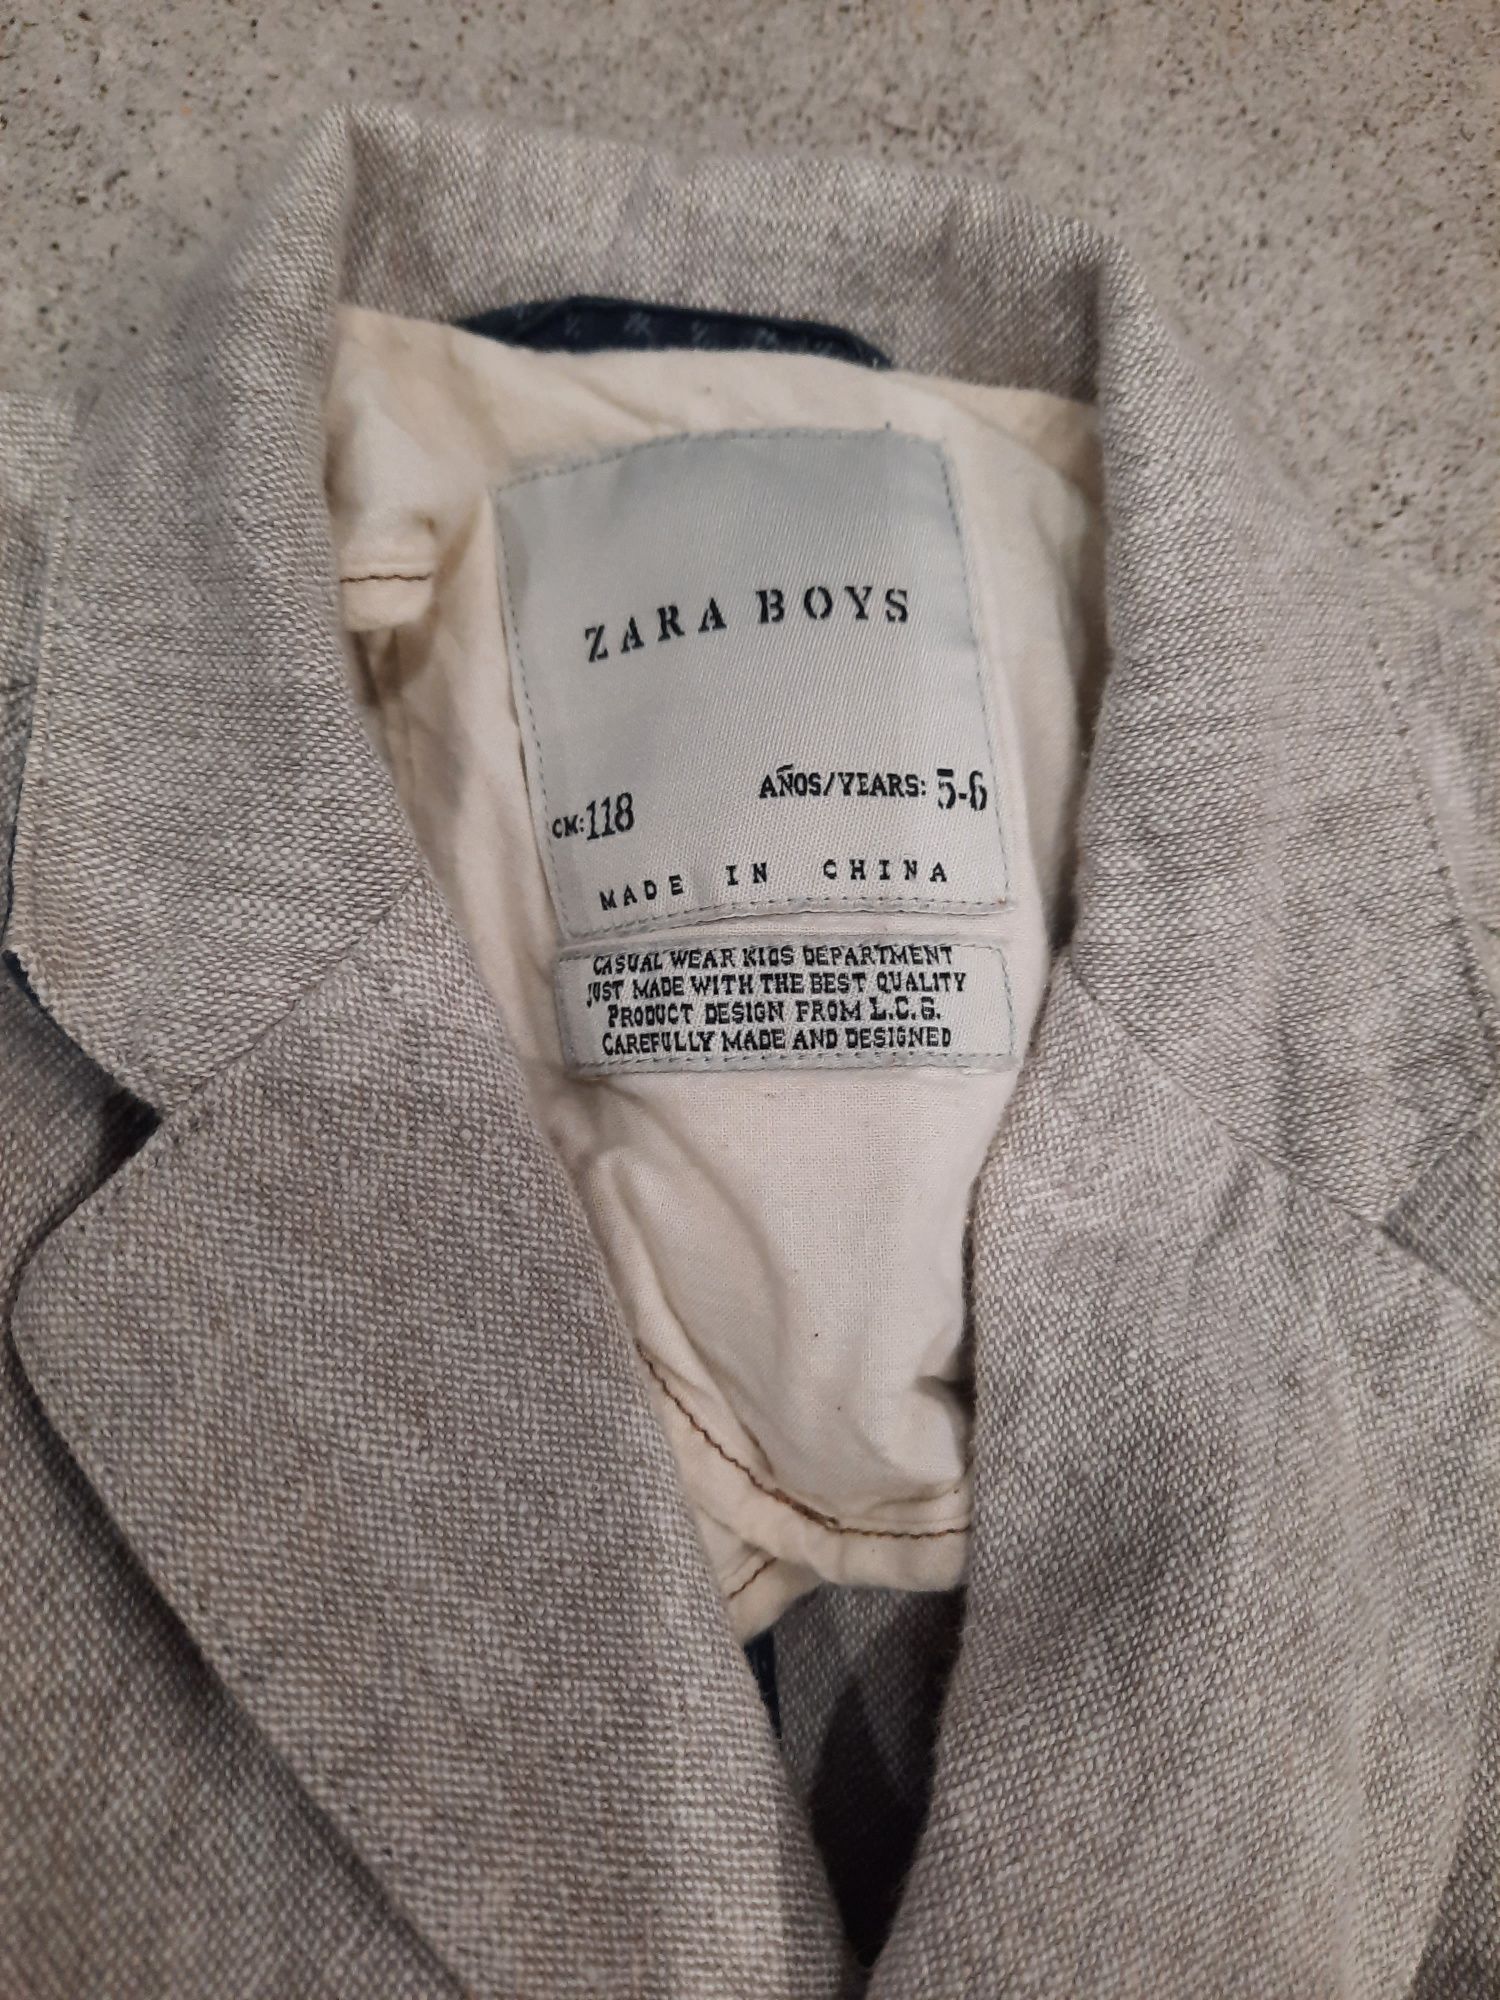 ZARA BOYS
AÑOS/YEARS: 5-6
CM: 118
MADE IN CHINA
CASUAL WEAR KIDS DEPARTMENT
JUST MADE WITH THE BEST QUALITY
PRODUCT DESIGN FROM L.C.G.
CAREFULLY MADE AND DESIGNED